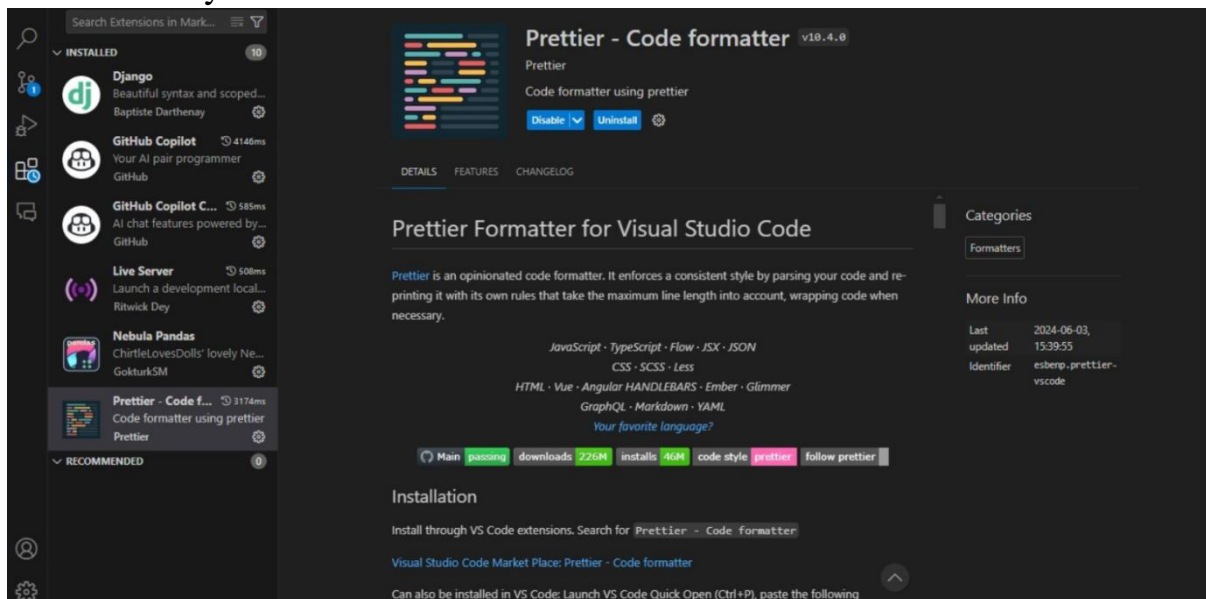 Search Extensions in Mark...
INSTALLED 10
Django
Beautiful syntax and scoped...
Baptiste Darthenay
GitHub Copilot 4146ms
Your AI pair programmer
GitHub
GitHub Copilot C... 585ms
AI chat features powered by...
GitHub
Live Server 508ms
Launch a development local...
Ritwick Dey
Nebula Pandas
ChirtleLovesDolls' lovely Ne...
GokturkSM
Prettier - Code f... 3174ms
Code formatter using prettier
Prettier
RECOMMENDED 0
Prettier - Code formatter v10.4.0
Prettier
Code formatter using prettier
Disable Uninstall
DETAILS FEATURES CHANGELOG
Prettier Formatter for Visual Studio Code
Prettier is an opinionated code formatter. It enforces a consistent style by parsing your code and re-
printing it with its own rules that take the maximum line length into account, wrapping code when
necessary.
JavaScript · TypeScript · Flow · JSX · JSON
CSS · SCSS · Less
HTML · Vue · Angular HANDLEBARS · Ember · Glimmer
GraphQL · Markdown · YAML
Your favorite language?
Main passing downloads 226M installs 46M code style prettier follow prettier
Installation
Install through VS Code extensions. Search for Prettier - Code formatter
Visual Studio Code Market Place: Prettier - Code formatter
Can also be installed in VS Code: Launch VS Code Quick Open (Ctrl+P), paste the following
Categories
Formatters
More Info
Last updated 2024-06-03, 15:39:55
Identifier esbenp.prettier-vscode